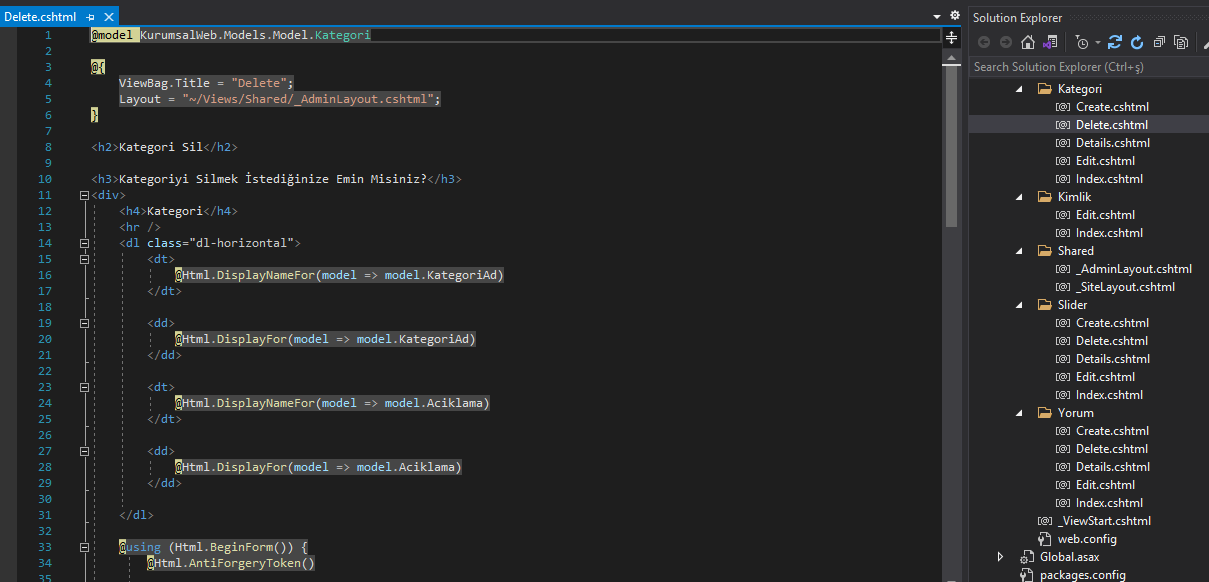 Delete.cshtml
1 @model KurumsalWeb.Models.Model.Kategori
2
3 @{
4 ViewBag.Title = "Delete";
5 Layout = "~/Views/Shared/_AdminLayout.cshtml";
6 }
7
8 <h2>Kategori Sil</h2>
9
10 <h3>Kategoriyi Silmek İstediğinize Emin Misiniz?</h3>
11 <div>
12 <h4>Kategori</h4>
13 <hr />
14 <dl class="dl-horizontal">
15 <dt>
16 @Html.DisplayNameFor(model => model.KategoriAd)
17 </dt>
18
19 <dd>
20 @Html.DisplayFor(model => model.KategoriAd)
21 </dd>
22
23 <dt>
24 @Html.DisplayNameFor(model => model.Aciklama)
25 </dt>
26
27 <dd>
28 @Html.DisplayFor(model => model.Aciklama)
29 </dd>
30
31 </dl>
32
33 @using (Html.BeginForm()) {
34 @Html.AntiForgeryToken()
35
Solution Explorer
Search Solution Explorer (Ctrl+ş)
Kategori
Create.cshtml
Delete.cshtml
Details.cshtml
Edit.cshtml
Index.cshtml
Kimlik
Edit.cshtml
Index.cshtml
Shared
_AdminLayout.cshtml
_SiteLayout.cshtml
Slider
Create.cshtml
Delete.cshtml
Details.cshtml
Edit.cshtml
Index.cshtml
Yorum
Create.cshtml
Delete.cshtml
Details.cshtml
Edit.cshtml
Index.cshtml
_ViewStart.cshtml
web.config
Global.asax
packages.config